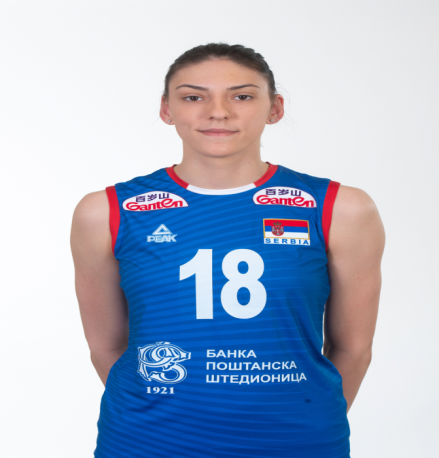 百岁山
Ganten
百岁山
Ganten
PEAK
SERBIA
18
БАНКА
ПОШТАНСКА
ШТЕДИОНИЦА
1921